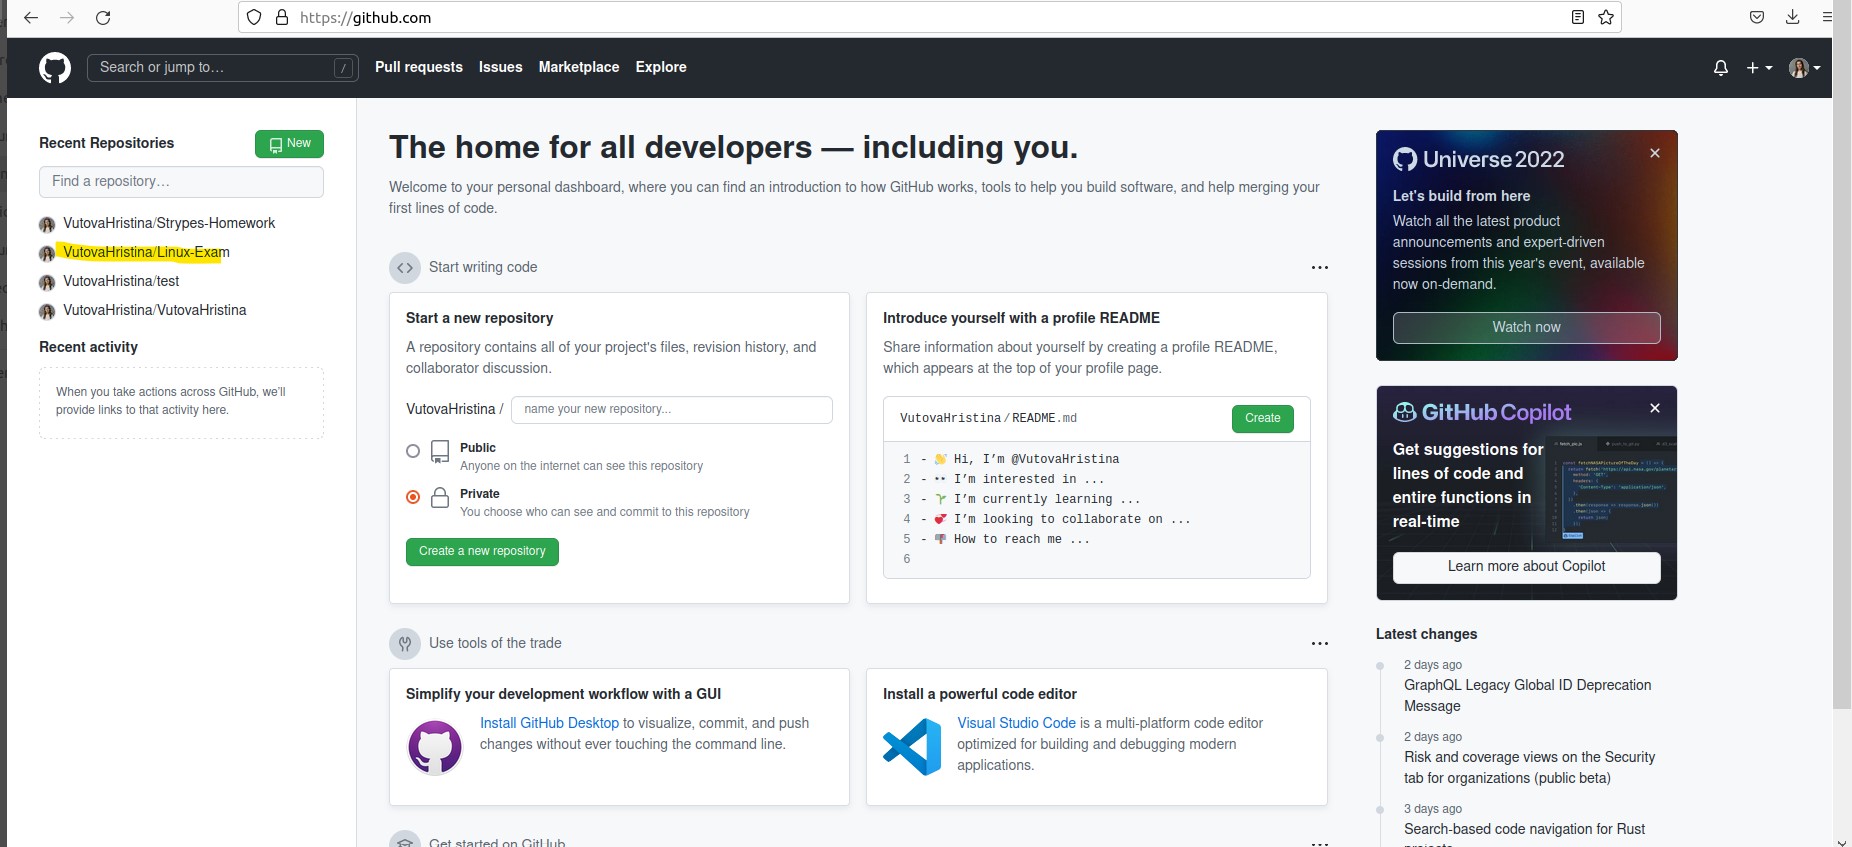 https://github.com
Search or jump to…
/
Pull requests
Issues
Marketplace
Explore
Recent Repositories
New
Find a repository…
VutovaHristina/Strypes-Homework
VutovaHristina/Linux-Exam
VutovaHristina/test
VutovaHristina/VutovaHristina
Recent activity
When you take actions across GitHub, we'll
provide links to that activity here.
The home for all developers — including you.
Welcome to your personal dashboard, where you can find an introduction to how GitHub works, tools to help you build software, and help merging your
first lines of code.
Start writing code
Start a new repository
A repository contains all of your project's files, revision history, and
collaborator discussion.
VutovaHristina /
name your new repository...
Public
Anyone on the internet can see this repository
Private
You choose who can see and commit to this repository
Create a new repository
Introduce yourself with a profile README
Share information about yourself by creating a profile README,
which appears at the top of your profile page.
VutovaHristina/README.md
Create
1 - 👋 Hi, I’m @VutovaHristina
2 - 👀 I’m interested in ...
3 - 🌱 I’m currently learning ...
4 - 💞️ I’m looking to collaborate on ...
5 - 📫 How to reach me ...
6
Use tools of the trade
Simplify your development workflow with a GUI
Install GitHub Desktop to visualize, commit, and push
changes without ever touching the command line.
Install a powerful code editor
Visual Studio Code is a multi-platform code editor
optimized for building and debugging modern
applications.
Get started on GitHub
Universe 2022
Let's build from here
Watch all the latest product
announcements and expert-driven
sessions from this year's event, available
now on-demand.
Watch now
GitHub Copilot
Get suggestions for
lines of code and
entire functions in
real-time
Learn more about Copilot
Latest changes
2 days ago
GraphQL Legacy Global ID Deprecation
Message
2 days ago
Risk and coverage views on the Security
tab for organizations (public beta)
3 days ago
Search-based code navigation for Rust